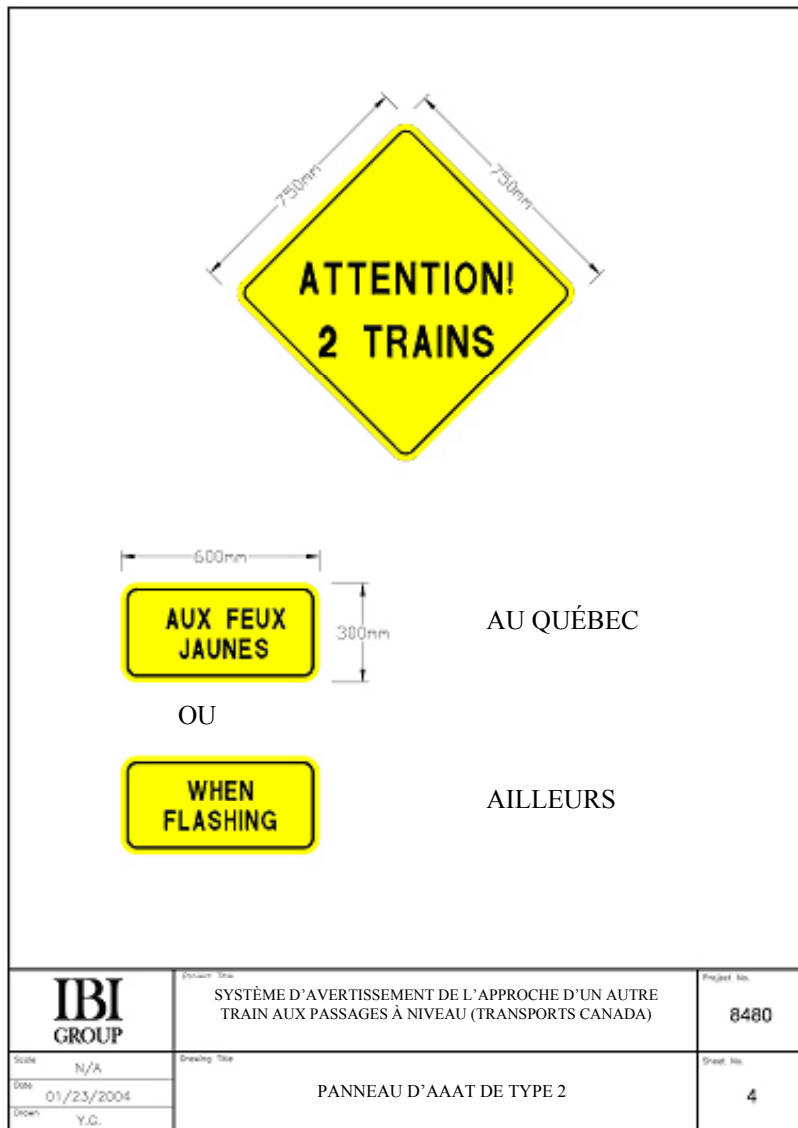 750mm
750mm
ATTENTION!
2 TRAINS
600mm
AUX FEUX
JAUNES
300mm
AU QUÉBEC
OU
WHEN
FLASHING
AILLEURS
IBI
GROUP
Project Title
SYSTÈME D'AVERTISSEMENT DE L'APPROCHE D'UN AUTRE
TRAIN AUX PASSAGES À NIVEAU (TRANSPORTS CANADA)
Project No.
8480
Scale
N/A
Date
01/23/2004
Drawn
Y.G.
Drawing Title
PANNEAU D'AAAT DE TYPE 2
Sheet No.
4